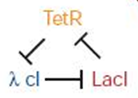 TetR
λ cI LacI